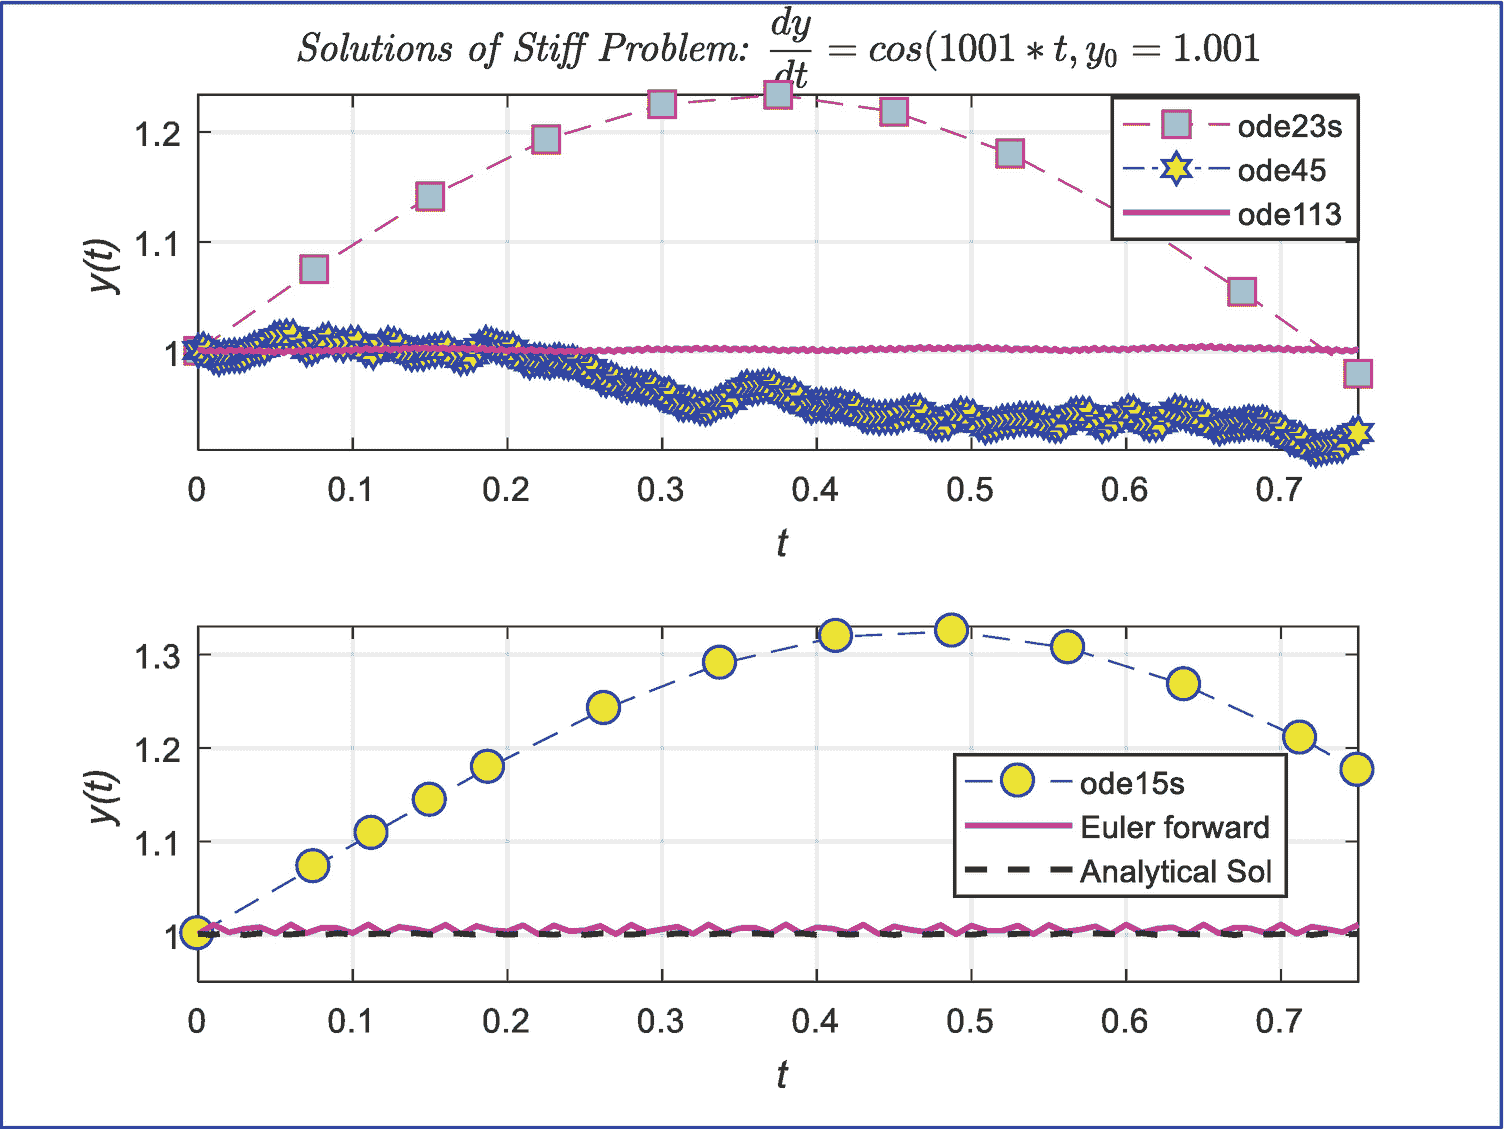 Solutions of Stiff Problem: dy/dt = cos(1001 * t, y₀ = 1.001
1.2
1.1
1
y(t)
0 0.1 0.2 0.3 0.4 0.5 0.6 0.7
t
ode23s
ode45
ode113
1.3
1.2
1.1
1
y(t)
0 0.1 0.2 0.3 0.4 0.5 0.6 0.7
t
ode15s
Euler forward
Analytical Sol